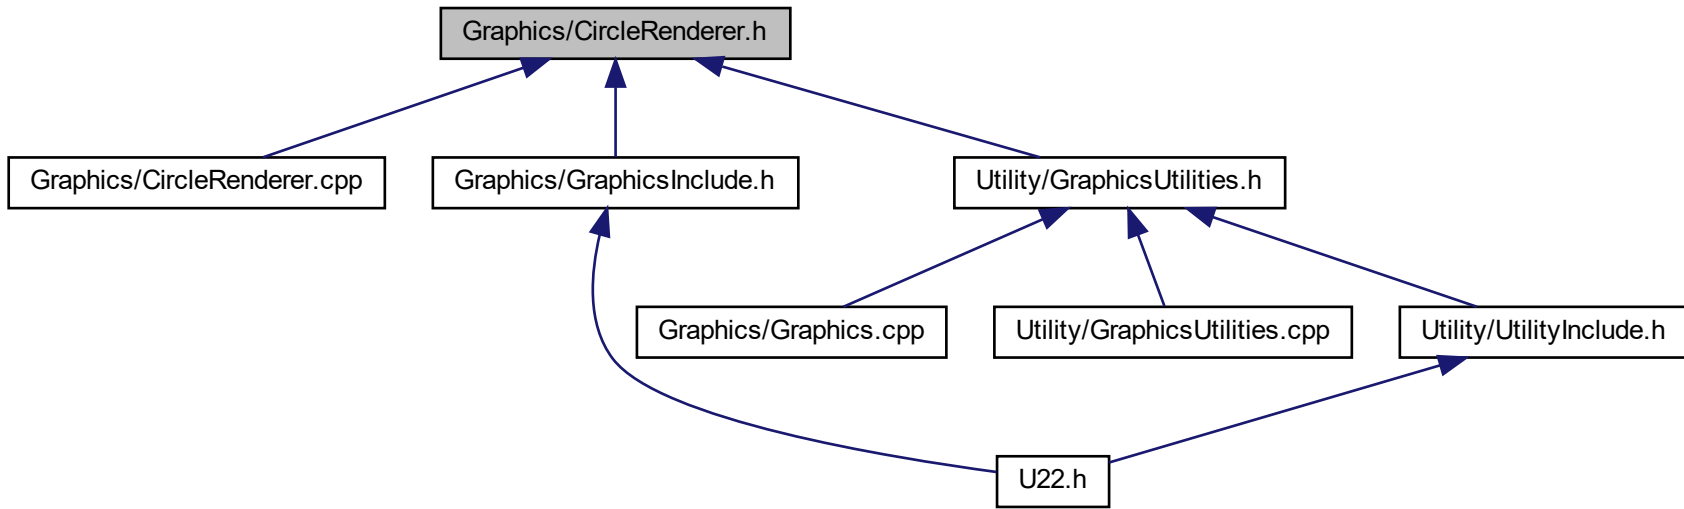 Graphics/CircleRenderer.h
Graphics/CircleRenderer.cpp
Graphics/GraphicsInclude.h
Utility/GraphicsUtilities.h
Graphics/Graphics.cpp
Utility/GraphicsUtilities.cpp
Utility/UtilityInclude.h
U22.h